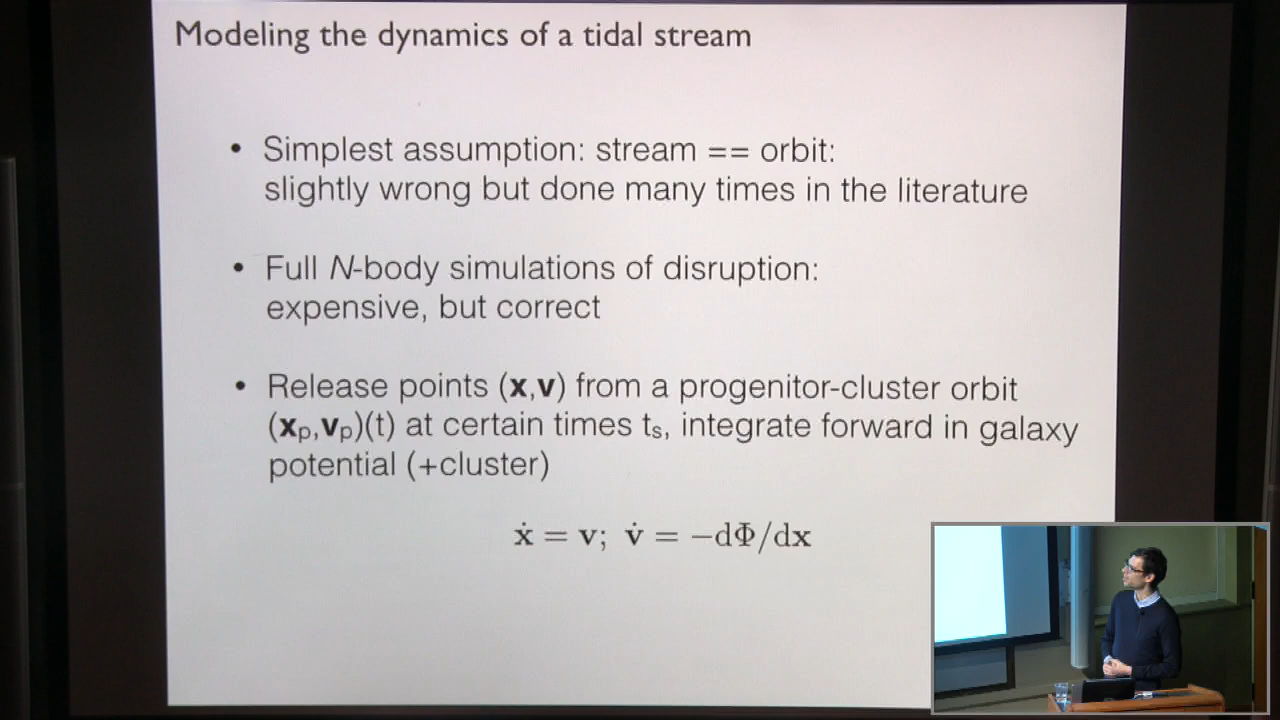 Modeling the dynamics of a tidal stream
• Simplest assumption: stream == orbit:
slightly wrong but done many times in the literature
• Full N-body simulations of disruption:
expensive, but correct
• Release points (x,v) from a progenitor-cluster orbit
(xₚ,vₚ)(t) at certain times tₛ, integrate forward in galaxy
potential (+cluster)
ẋ = v; v̇ = −dΦ/dx